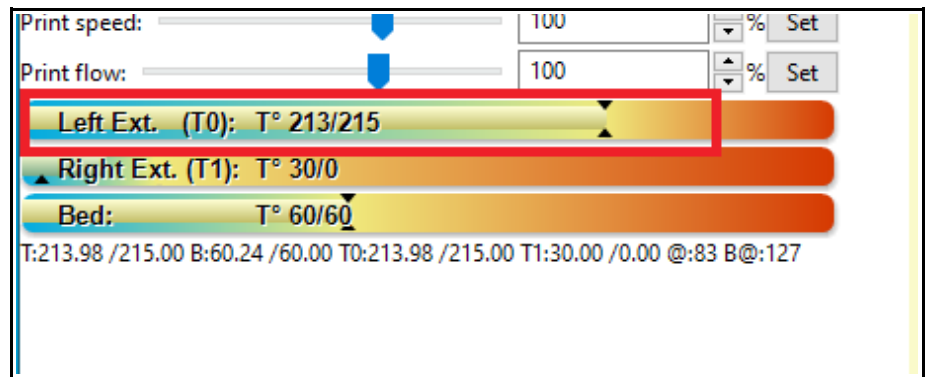 Print speed: 100 % Set
Print flow: 100 % Set
Left Ext. (T0): T° 213/215
Right Ext. (T1): T° 30/0
Bed: T° 60/60
T:213.98 /215.00 B:60.24 /60.00 T0:213.98 /215.00 T1:30.00 /0.00 @:83 B@:127